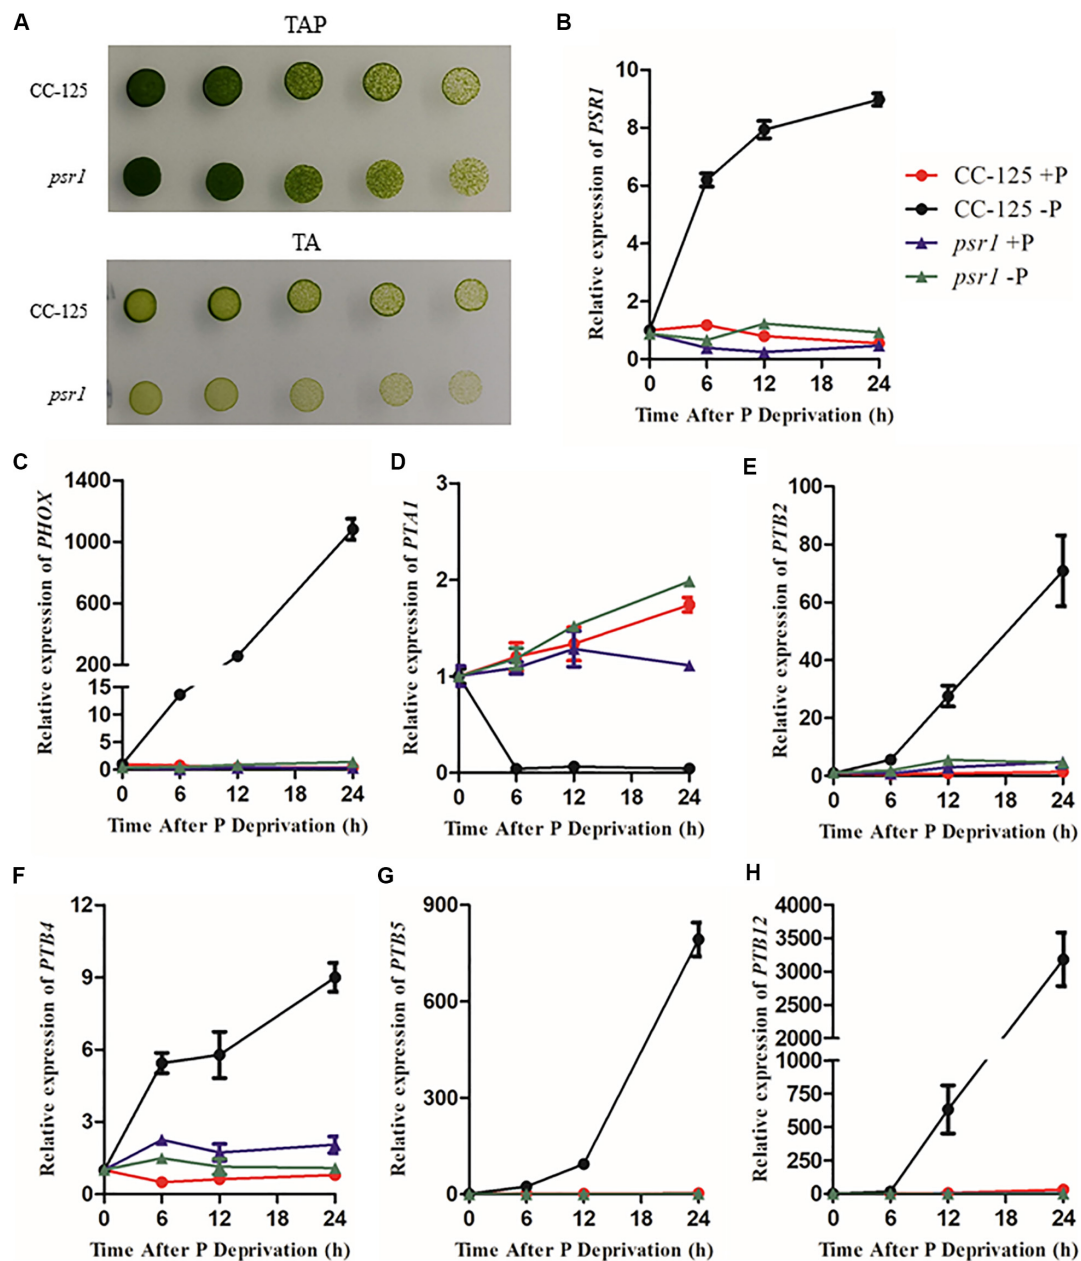 A
TAP
CC-125
psr1
TA
CC-125
psr1
B
Relative expression of PSR1
10
8
6
4
2
0
0 6 12 18 24
Time After P Deprivation (h)
CC-125 +P
CC-125 -P
psr1 +P
psr1 -P
C
Relative expression of PHOX
1400
1000
600
200
15
10
5
0
0 6 12 18 24
Time After P Deprivation (h)
D
Relative expression of PTA1
3
2
1
0
0 6 12 18 24
Time After P Deprivation (h)
E
Relative expression of PTB2
100
80
60
40
20
0
0 6 12 18 24
Time After P Deprivation (h)
F
Relative expression of PTB4
12
9
6
3
0
0 6 12 18 24
Time After P Deprivation (h)
G
Relative expression of PTB5
900
600
300
0
0 6 12 18 24
Time After P Deprivation (h)
H
Relative expression of PTB12
4000
3500
3000
2500
2000
1000
750
500
250
0
0 6 12 18 24
Time After P Deprivation (h)